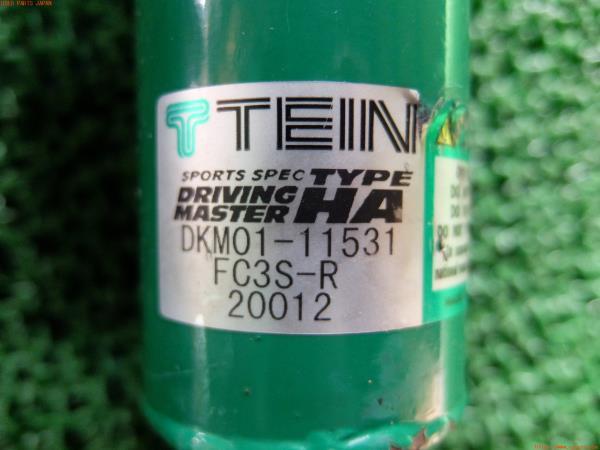 TEIN
SPORTS SPEC TYPE
DRIVING
MASTER HA
DKM01-11531
FC3S-R
20012